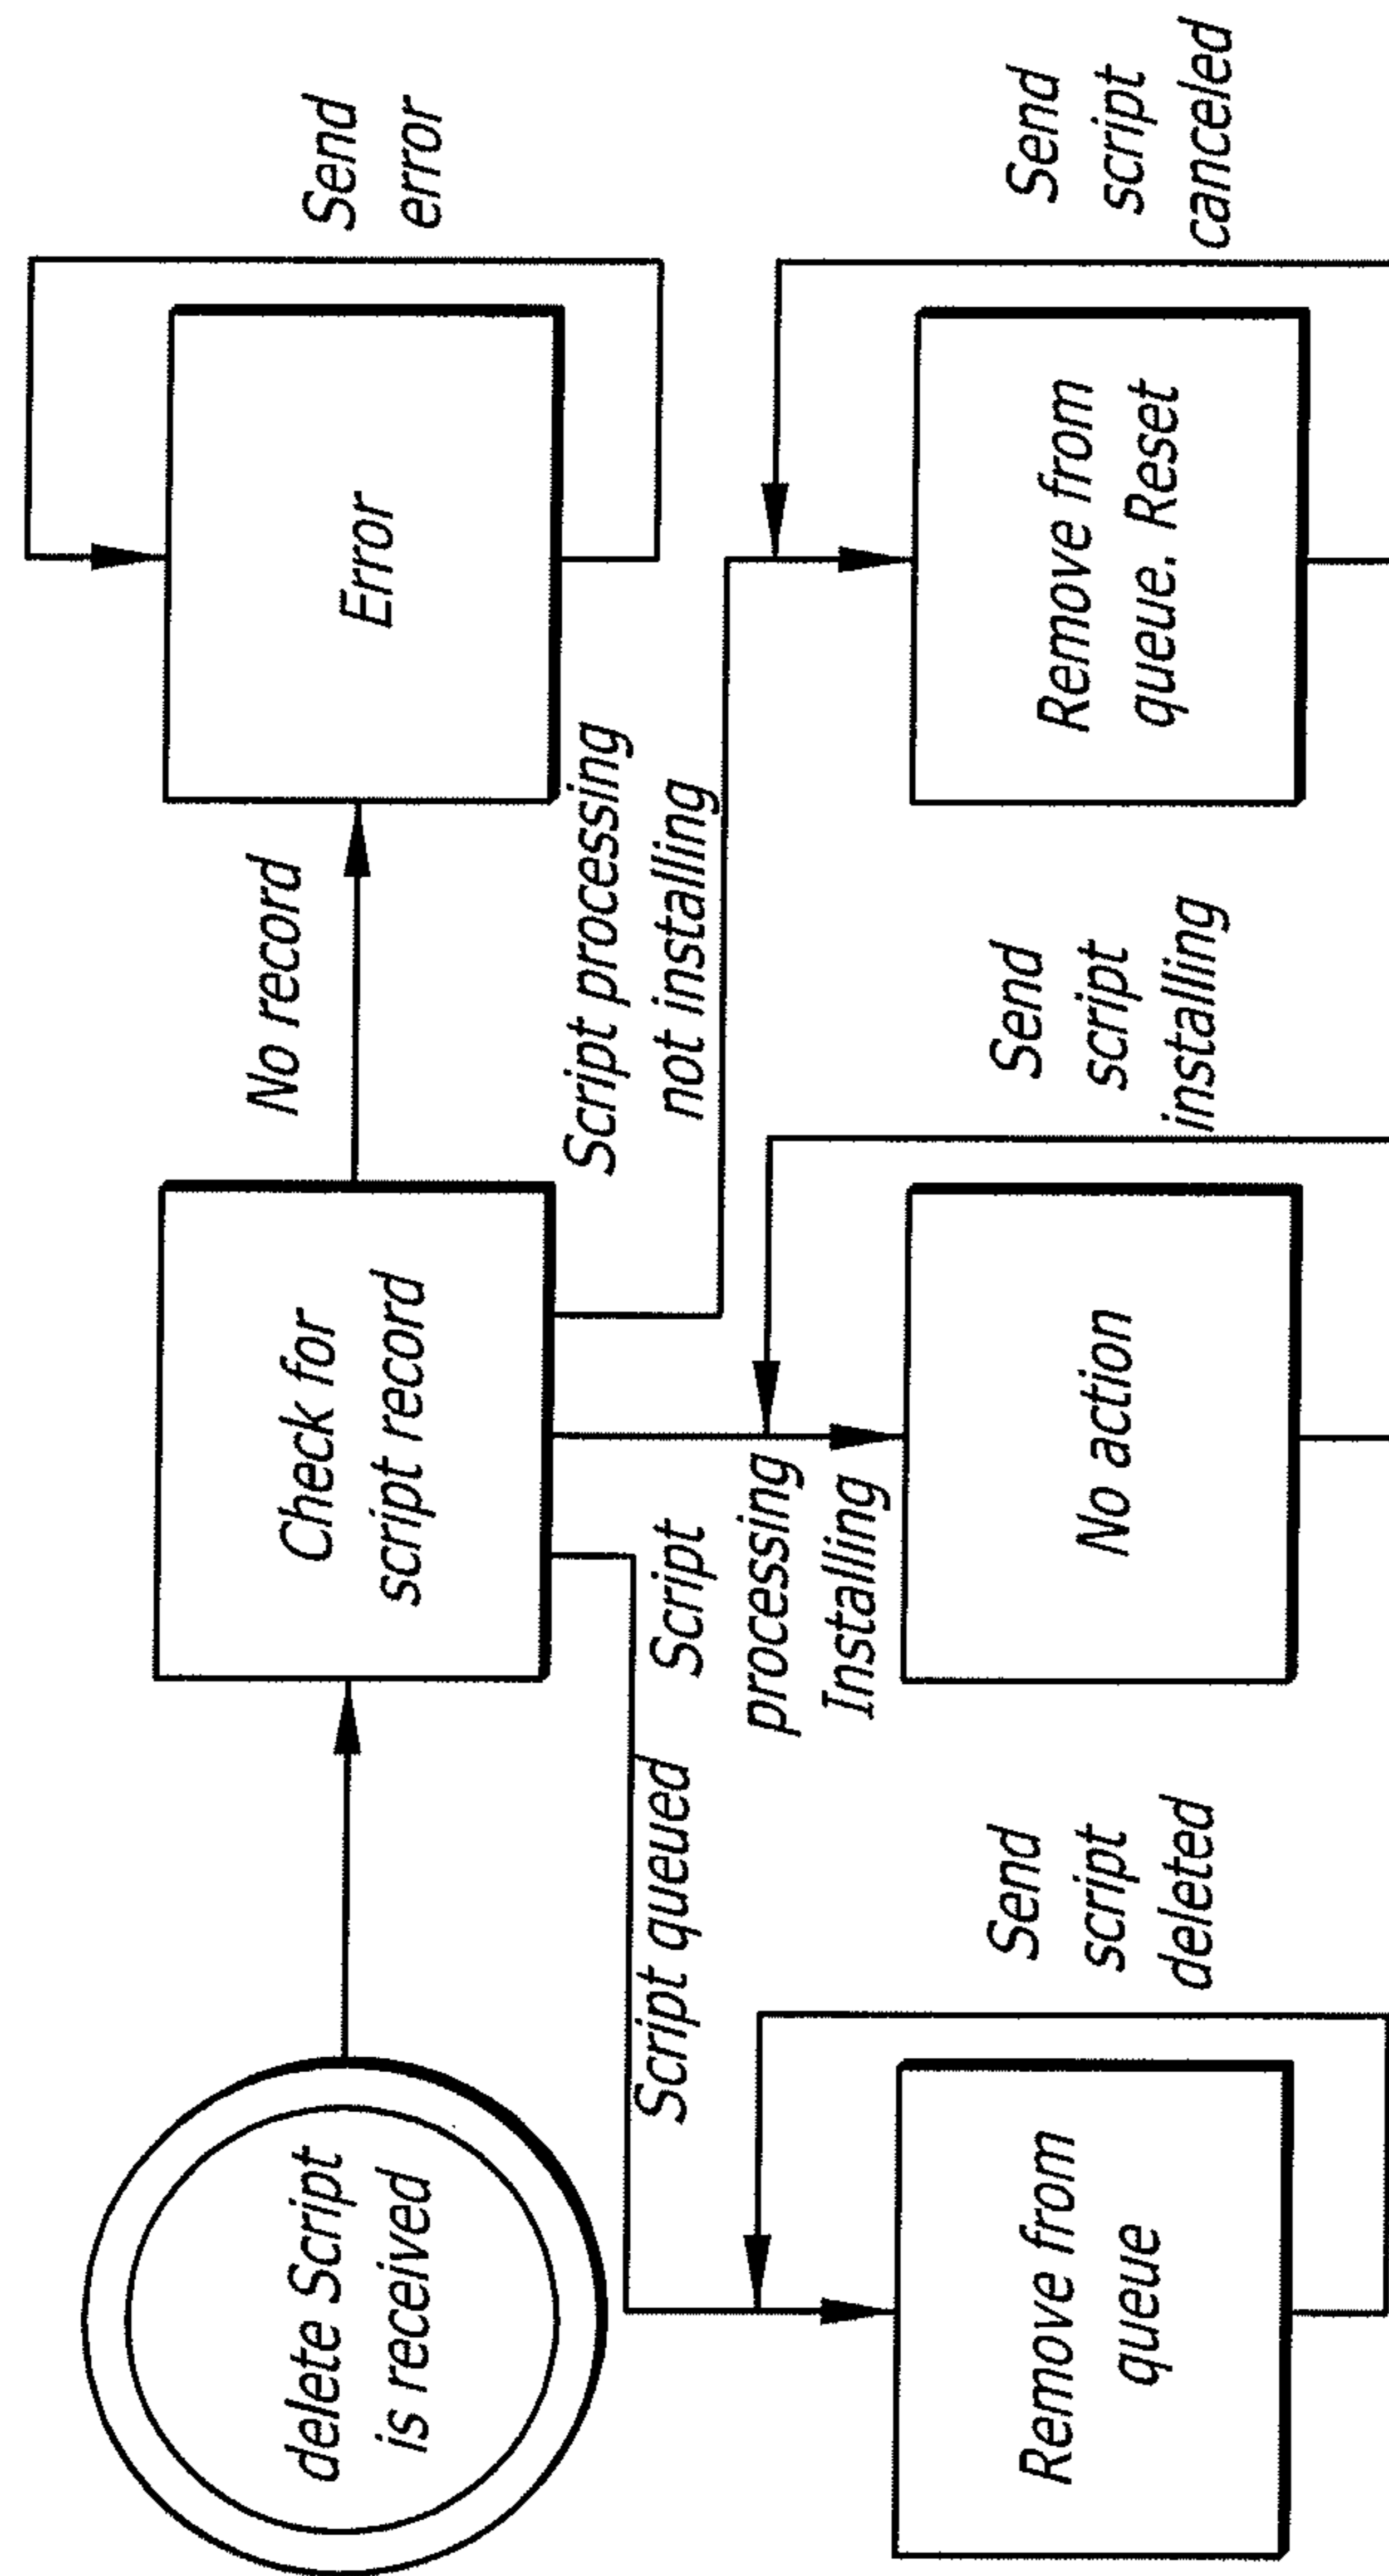 delete Script
is received
Check for
script record
No record
Error
Send
error
Script queued
Script
processing
Installing
Script processing
not installing
Remove from
queue
Send
script
deleted
No action
Send
script
installing
Remove from
queue. Reset
Send
script
canceled